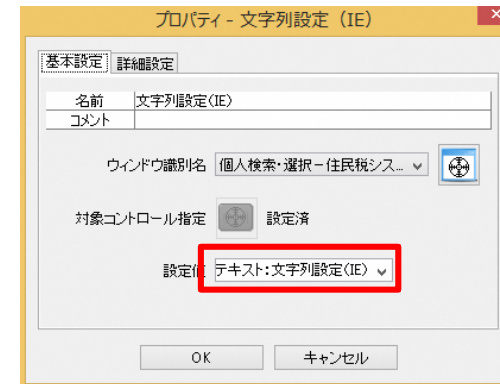 プロパティ - 文字列設定（IE）
基本設定 詳細設定
名前 文字列設定(IE)
コメント
ウィンドウ識別名 個人検索・選択－住民税シス...
対象コントロール指定 設定済
設定値 テキスト:文字列設定(IE)
OK キャンセル